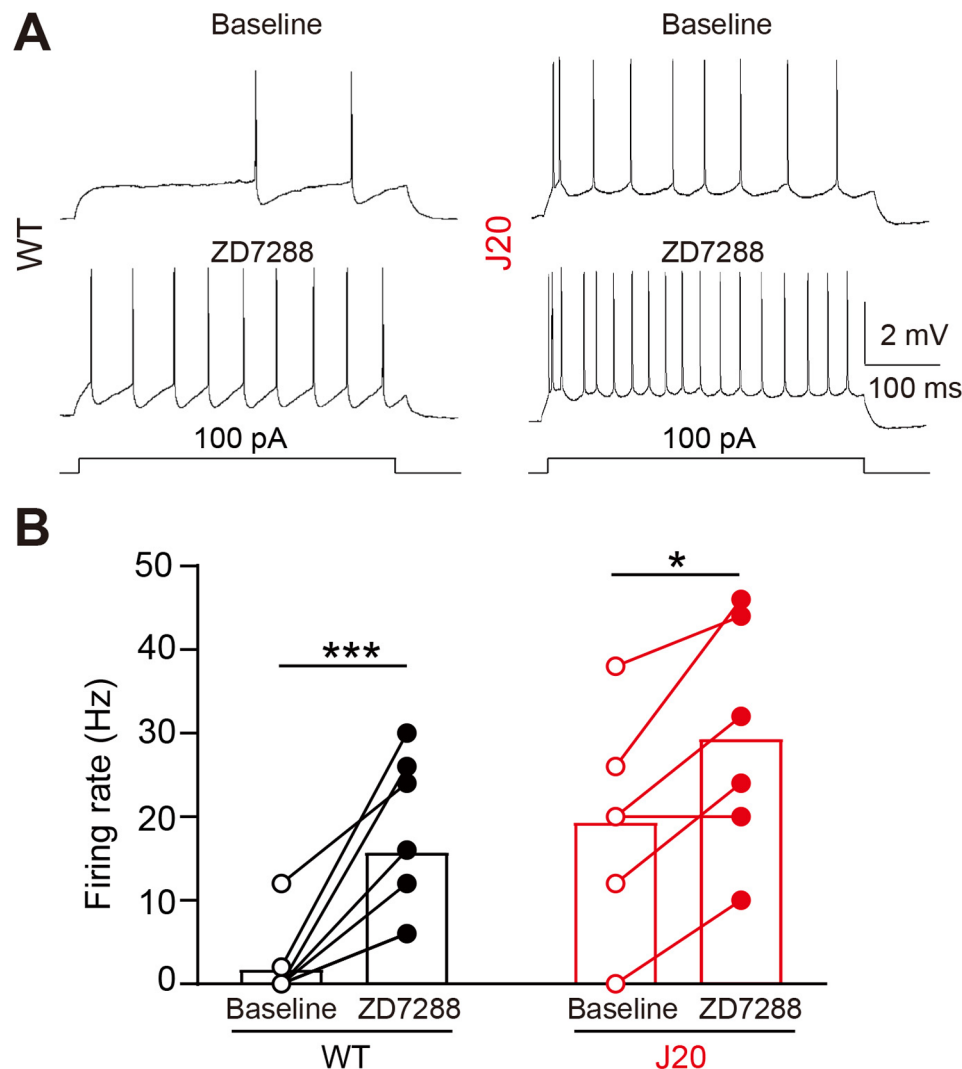 A
Baseline
Baseline
WT
J20
ZD7288
ZD7288
2 mV
100 ms
100 pA
100 pA
B
Firing rate (Hz)
50
40
30
20
10
0
***
*
Baseline
ZD7288
Baseline
ZD7288
WT
J20